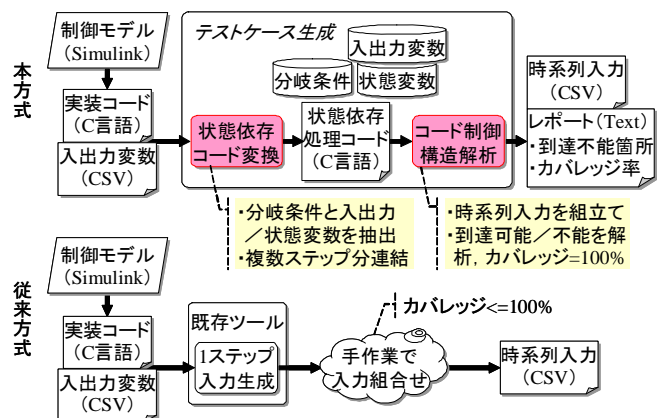 本方式
制御モデル
(Simulink)
実装コード
(C言語)
入出力変数
(CSV)
テストケース生成
入出力変数
分岐条件
状態変数
状態依存
コード変換
状態依存
処理コード
(C言語)
コード制御
構造解析
時系列入力
(CSV)
レポート(Text)
・到達不能箇所
・カバレッジ率
・分岐条件と入出力
／状態変数を抽出
・複数ステップ分連結
・時系列入力を組立て
・到達可能／不能を解
析，カバレッジ=100%
従来方式
制御モデル
(Simulink)
実装コード
(C言語)
入出力変数
(CSV)
既存ツール
1ステップ
入力生成
カバレッジ<=100%
手作業で
入力組合せ
時系列入力
(CSV)